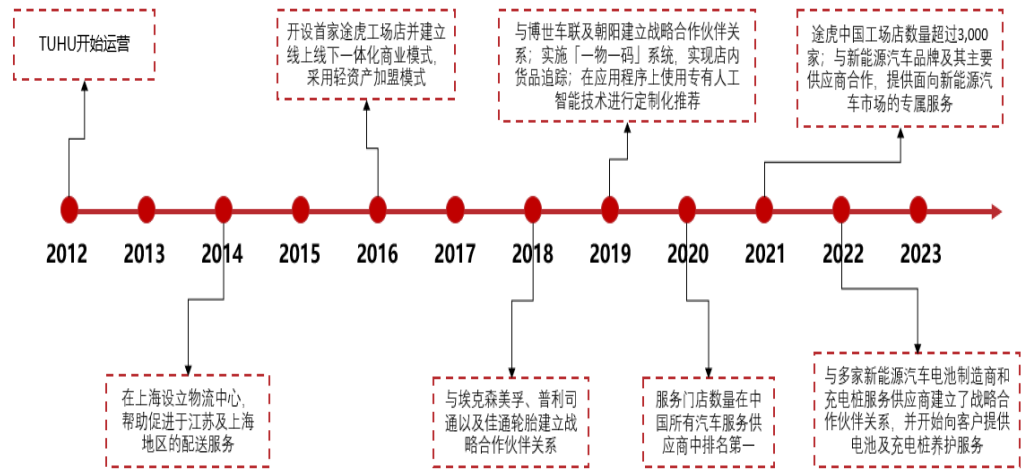 TUHU开始运营
开设首家途虎工场店并建立
线上线下一体化商业模式,
采用轻资产加盟模式
与博世车联及朝阳建立战略合作伙伴关
系；实施「一物一码」系统，实现店内
货品追踪；在应用程序上使用专有人工
智能技术进行定制化推荐
途虎中国工场店数量超过3,000
家；与新能源汽车品牌及其主要
供应商合作，提供面向新能源汽
车市场的专属服务
2012 2013 2014 2015 2016 2017 2018 2019 2020 2021 2022 2023
在上海设立物流中心，
帮助促进于江苏及上海
地区的配送服务
与埃克森美孚、普利司
通以及佳通轮胎建立战
略合作伙伴关系
服务门店数量在中
国所有汽车服务供
应商中排名第一
与多家新能源汽车电池制造商和
充电桩服务供应商建立了战略合
作伙伴关系，并开始向客户提供
电池及充电桩养护服务